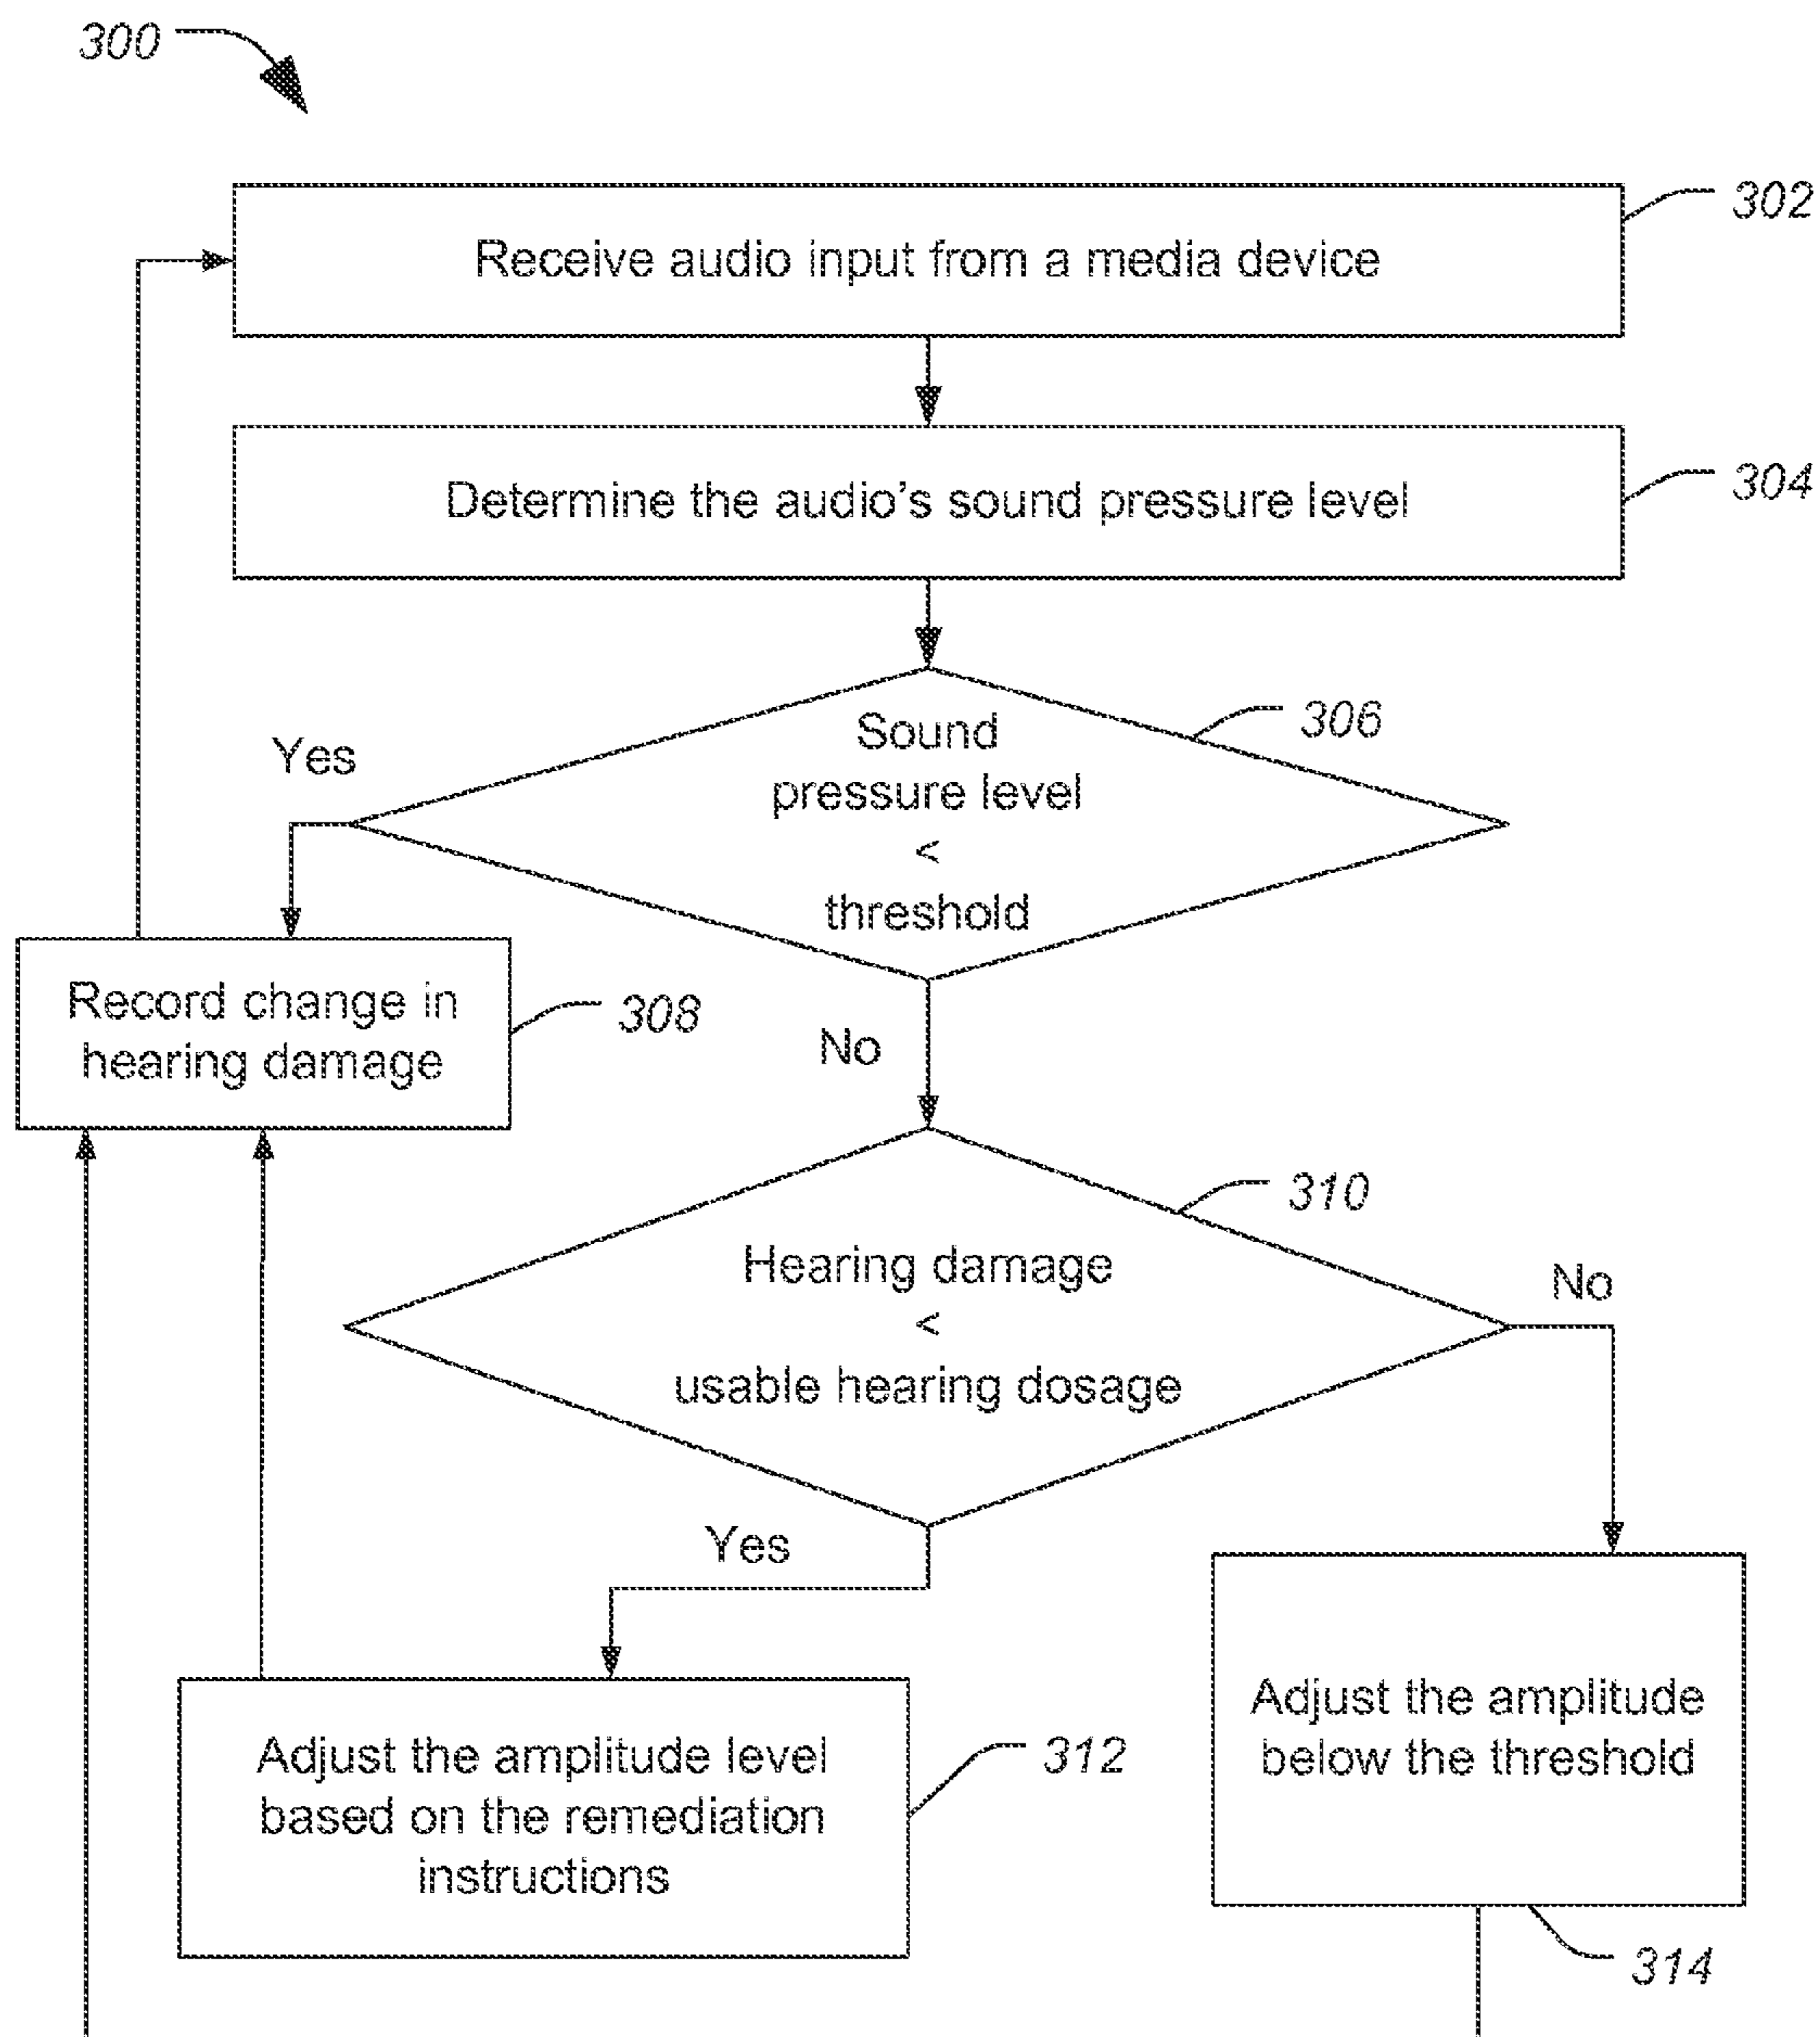 300
302
Receive audio input from a media device
304
Determine the audio's sound pressure level
306
Sound
pressure level
<
threshold
Yes
Record change in
hearing damage
308
No
310
Hearing damage
<
usable hearing dosage
No
Yes
Adjust the amplitude level
based on the remediation
instructions
312
Adjust the amplitude
below the threshold
314